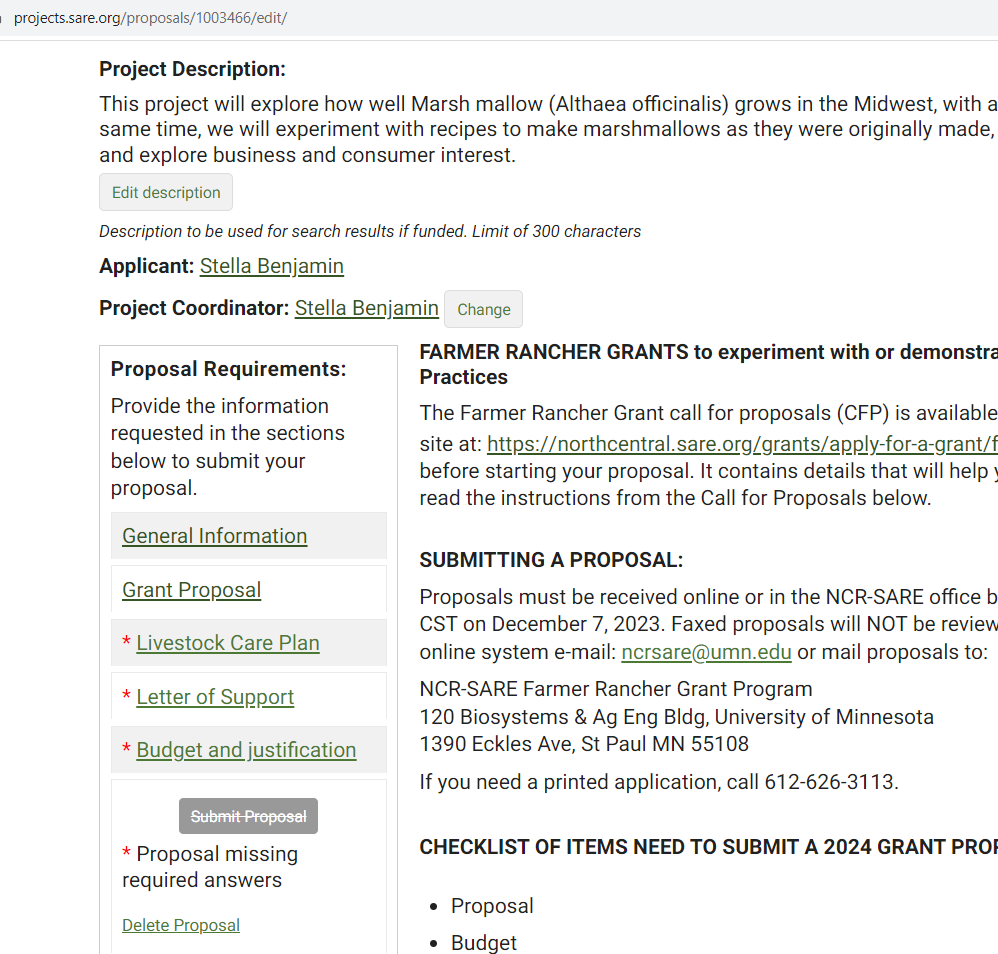 projects.sare.org/proposals/1003466/edit/
Project Description:
This project will explore how well Marsh mallow (Althaea officinalis) grows in the Midwest, with a
same time, we will experiment with recipes to make marshmallows as they were originally made,
and explore business and consumer interest.
Edit description
Description to be used for search results if funded. Limit of 300 characters
Applicant: Stella Benjamin
Project Coordinator: Stella Benjamin Change
Proposal Requirements:
Provide the information
requested in the sections
below to submit your
proposal.
General Information
Grant Proposal
* Livestock Care Plan
* Letter of Support
* Budget and justification
Submit Proposal
* Proposal missing
required answers
Delete Proposal
FARMER RANCHER GRANTS to experiment with or demonstra
Practices
The Farmer Rancher Grant call for proposals (CFP) is available
site at: https://northcentral.sare.org/grants/apply-for-a-grant/f
before starting your proposal. It contains details that will help y
read the instructions from the Call for Proposals below.
SUBMITTING A PROPOSAL:
Proposals must be received online or in the NCR-SARE office b
CST on December 7, 2023. Faxed proposals will NOT be review
online system e-mail: ncrsare@umn.edu or mail proposals to:
NCR-SARE Farmer Rancher Grant Program
120 Biosystems & Ag Eng Bldg, University of Minnesota
1390 Eckles Ave, St Paul MN 55108
If you need a printed application, call 612-626-3113.
CHECKLIST OF ITEMS NEED TO SUBMIT A 2024 GRANT PROP
• Proposal
• Budget